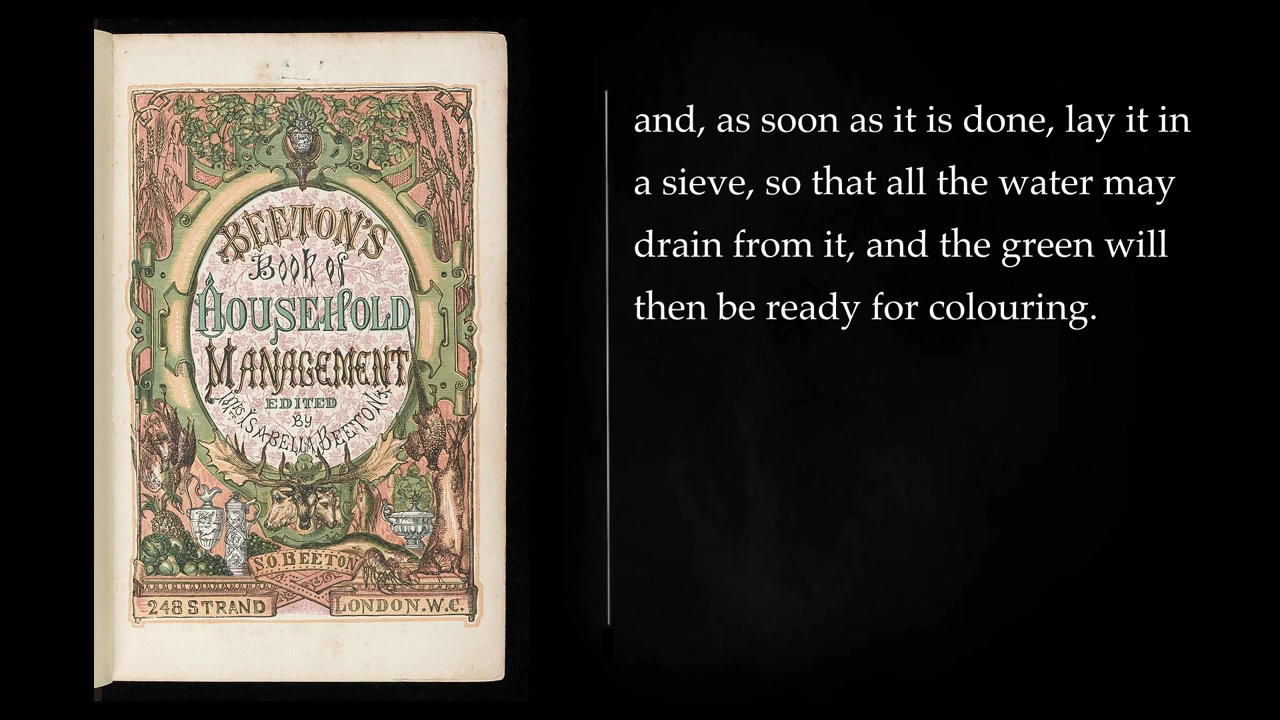 BEETON'S
Book of
HOUSEHOLD
MANAGEMENT
EDITED
BY
MRS ISABELLA BEETON
S.O. BEETON
248 STRAND
LONDON.W.C.
and, as soon as it is done, lay it in
a sieve, so that all the water may
drain from it, and the green will
then be ready for colouring.